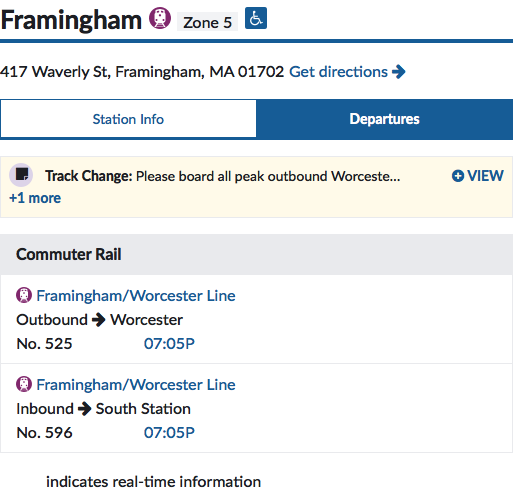 Framingham Zone 5
417 Waverly St, Framingham, MA 01702 Get directions
Station Info
Departures
Track Change: Please board all peak outbound Worceste... VIEW
+1 more
Commuter Rail
Framingham/Worcester Line
Outbound Worcester
No. 525 07:05P
Framingham/Worcester Line
Inbound South Station
No. 596 07:05P
indicates real-time information